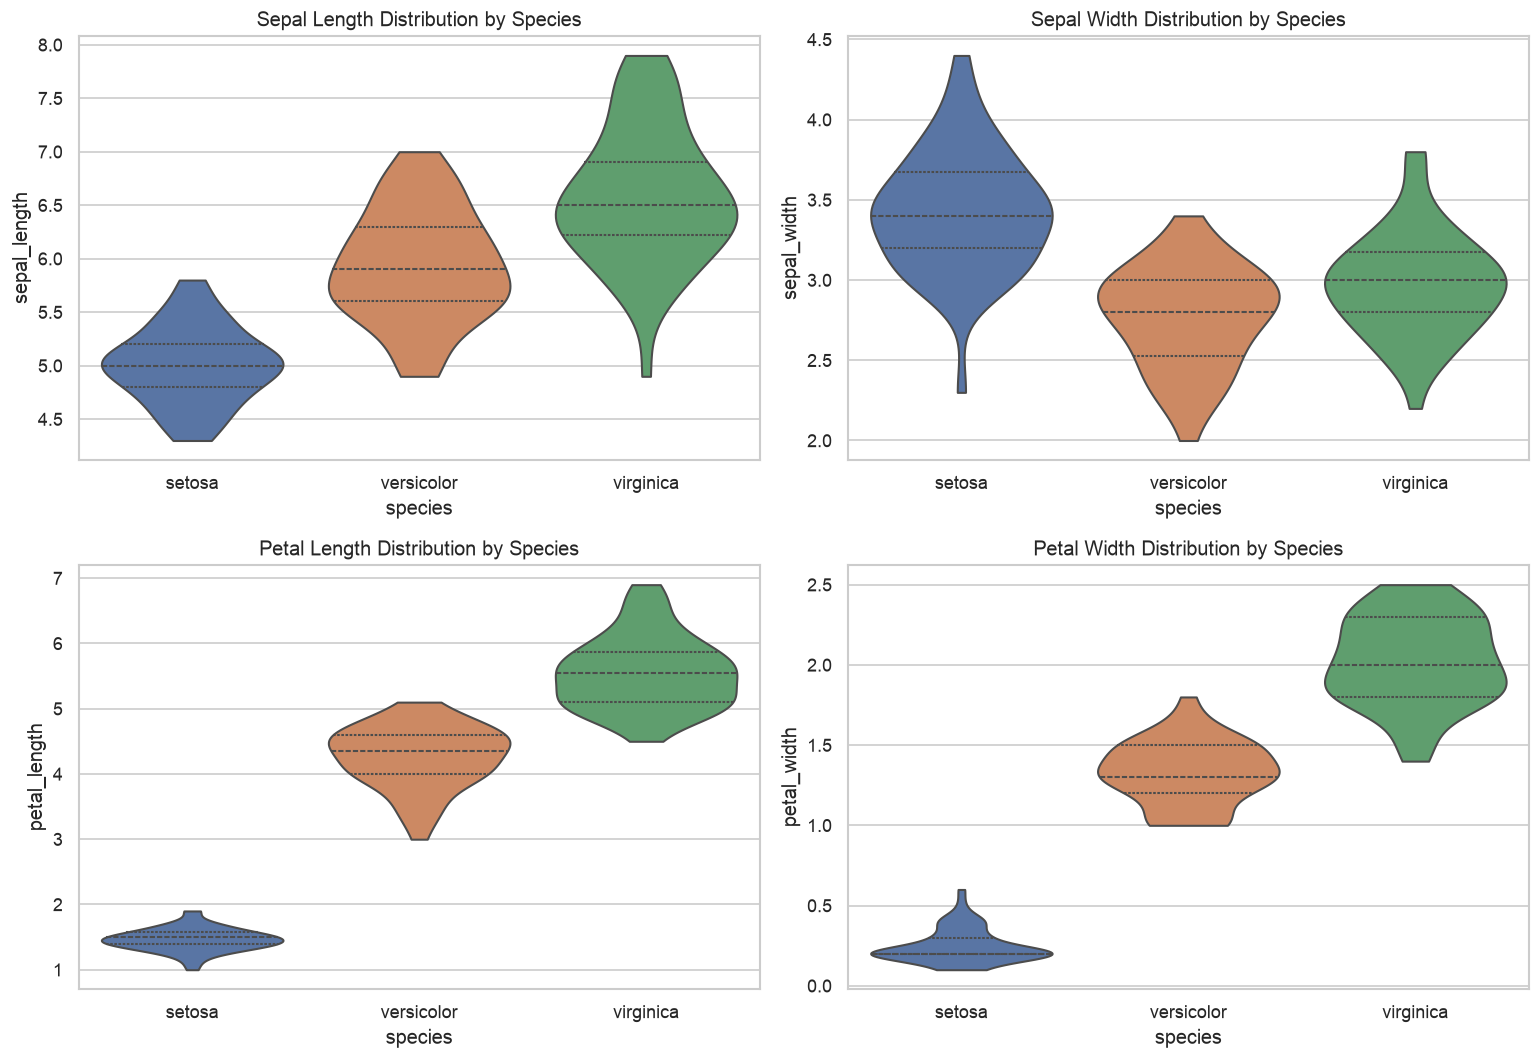 Sepal Length Distribution by Species
8.0
7.5
7.0
6.5
6.0
5.5
5.0
4.5
sepal_length
setosa versicolor virginica
species
Sepal Width Distribution by Species
4.5
4.0
3.5
3.0
2.5
2.0
sepal_width
setosa versicolor virginica
species
Petal Length Distribution by Species
7
6
5
4
3
2
1
petal_length
setosa versicolor virginica
species
Petal Width Distribution by Species
2.5
2.0
1.5
1.0
0.5
0.0
petal_width
setosa versicolor virginica
species